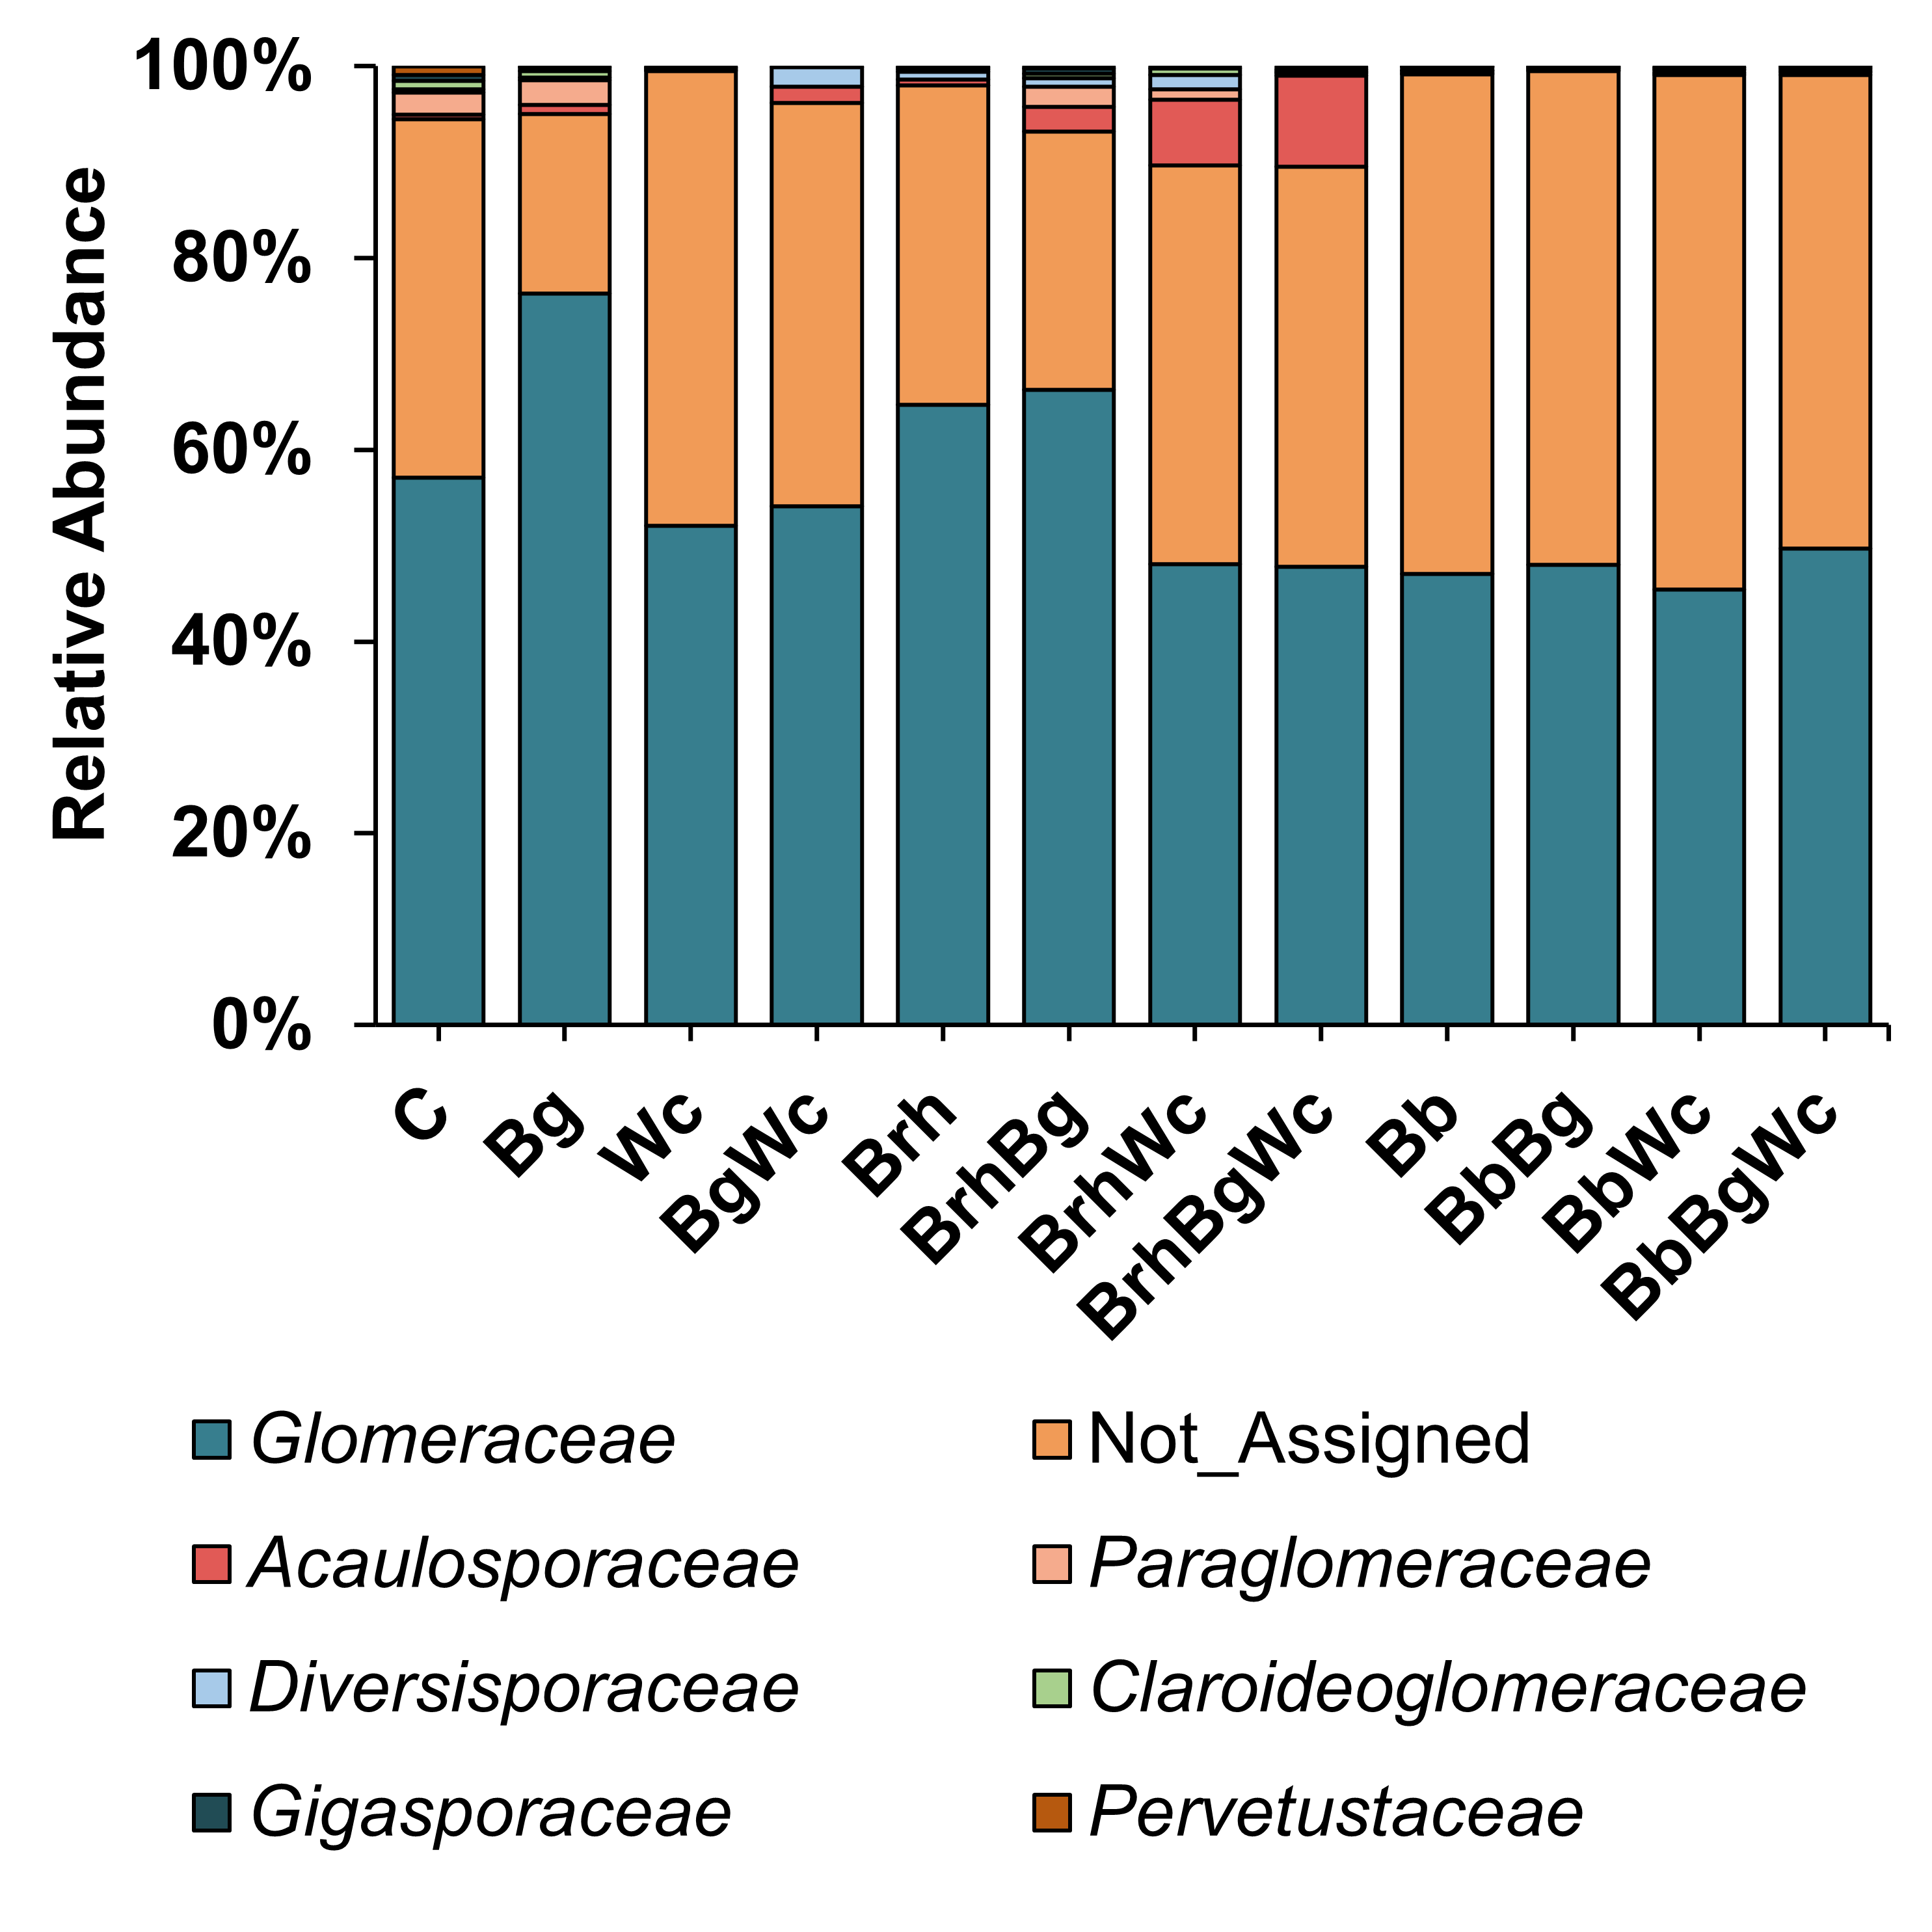 Relative Abundance
100%
80%
60%
40%
20%
0%
C
Bg
Wc
BgWc
Brh
BrhBg
BrhWc
BrhBgWc
Bb
BbBg
BbWc
BbBgWc
Glomeraceae
Not_Assigned
Acaulosporaceae
Paraglomeraceae
Diversisporaceae
Claroideoglomeraceae
Gigasporaceae
Pervetustaceae